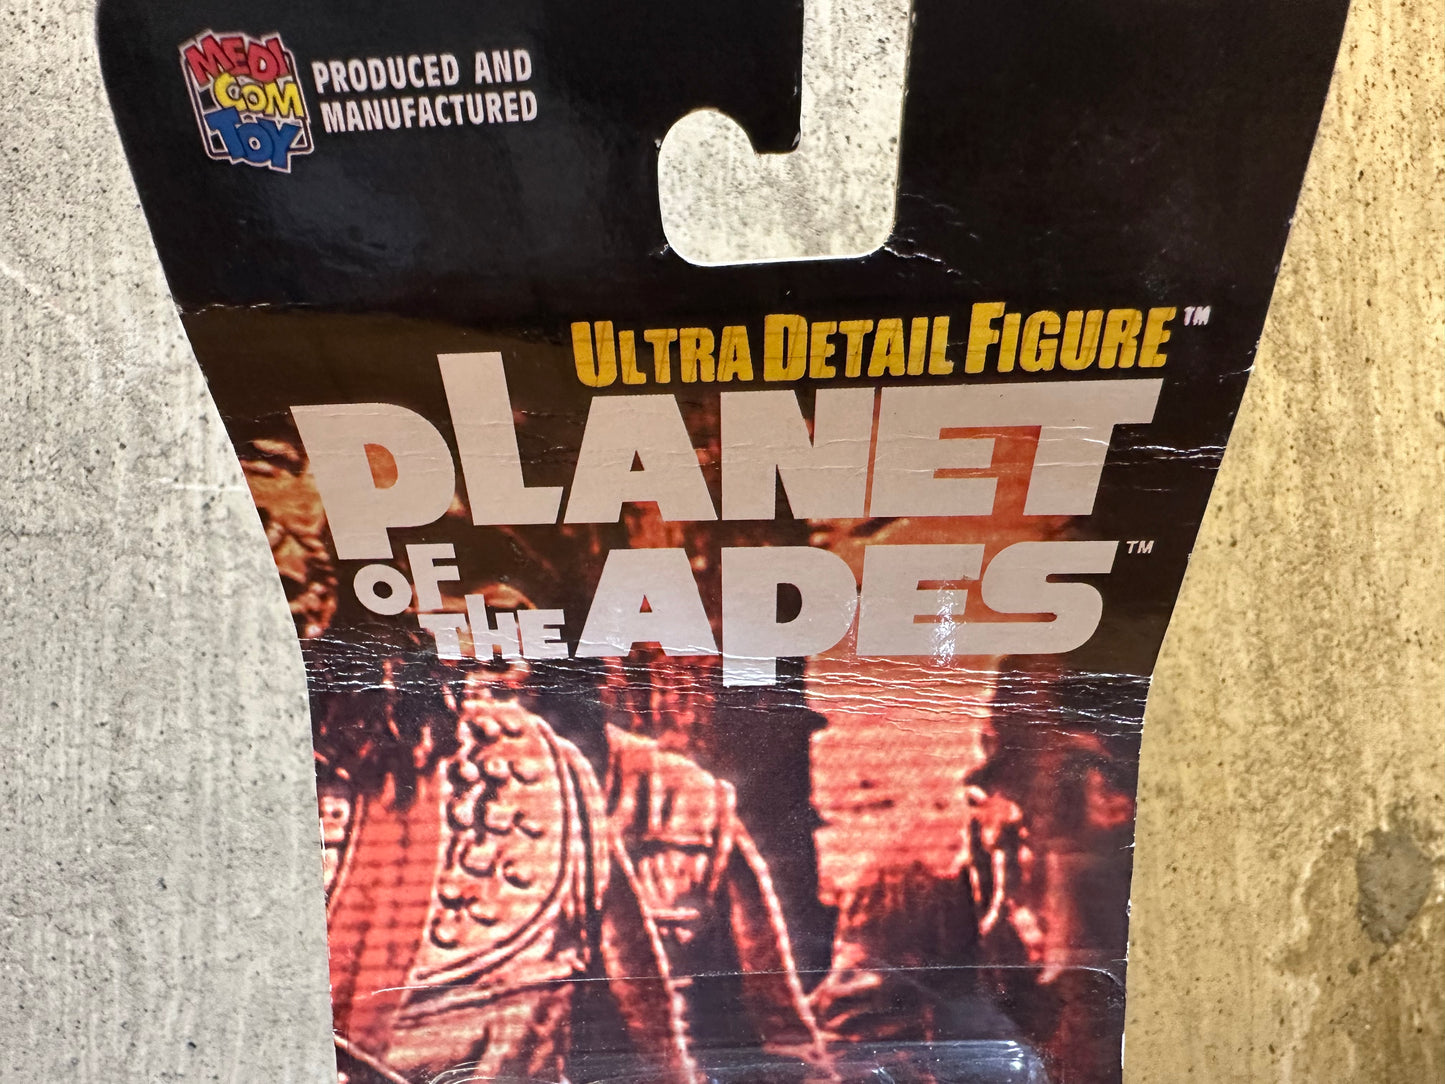 MEDI
COM
TOY
PRODUCED AND
MANUFACTURED
ULTRA DETAIL FIGURE™
PLANET
OF
THE
APES™